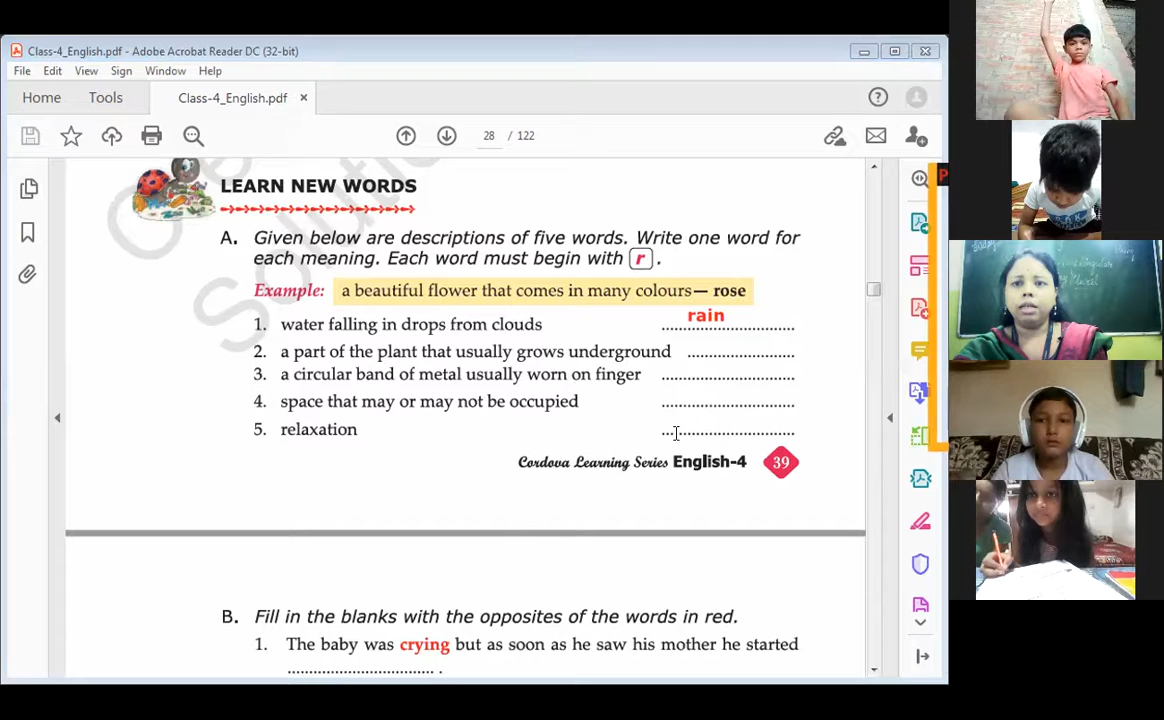 Class-4_English.pdf - Adobe Acrobat Reader DC (32-bit)
File Edit View Sign Window Help
Home Tools Class-4_English.pdf ×
28 / 122
LEARN NEW WORDS
A. Given below are descriptions of five words. Write one word for
each meaning. Each word must begin with r .
Example: a beautiful flower that comes in many colours— rose
1. water falling in drops from clouds rain
2. a part of the plant that usually grows underground ........................
3. a circular band of metal usually worn on finger ..............................
4. space that may or may not be occupied ..............................
5. relaxation ..............................
Cordova Learning Series English-4 39
B. Fill in the blanks with the opposites of the words in red.
1. The baby was crying but as soon as he saw his mother he started
.................................. .